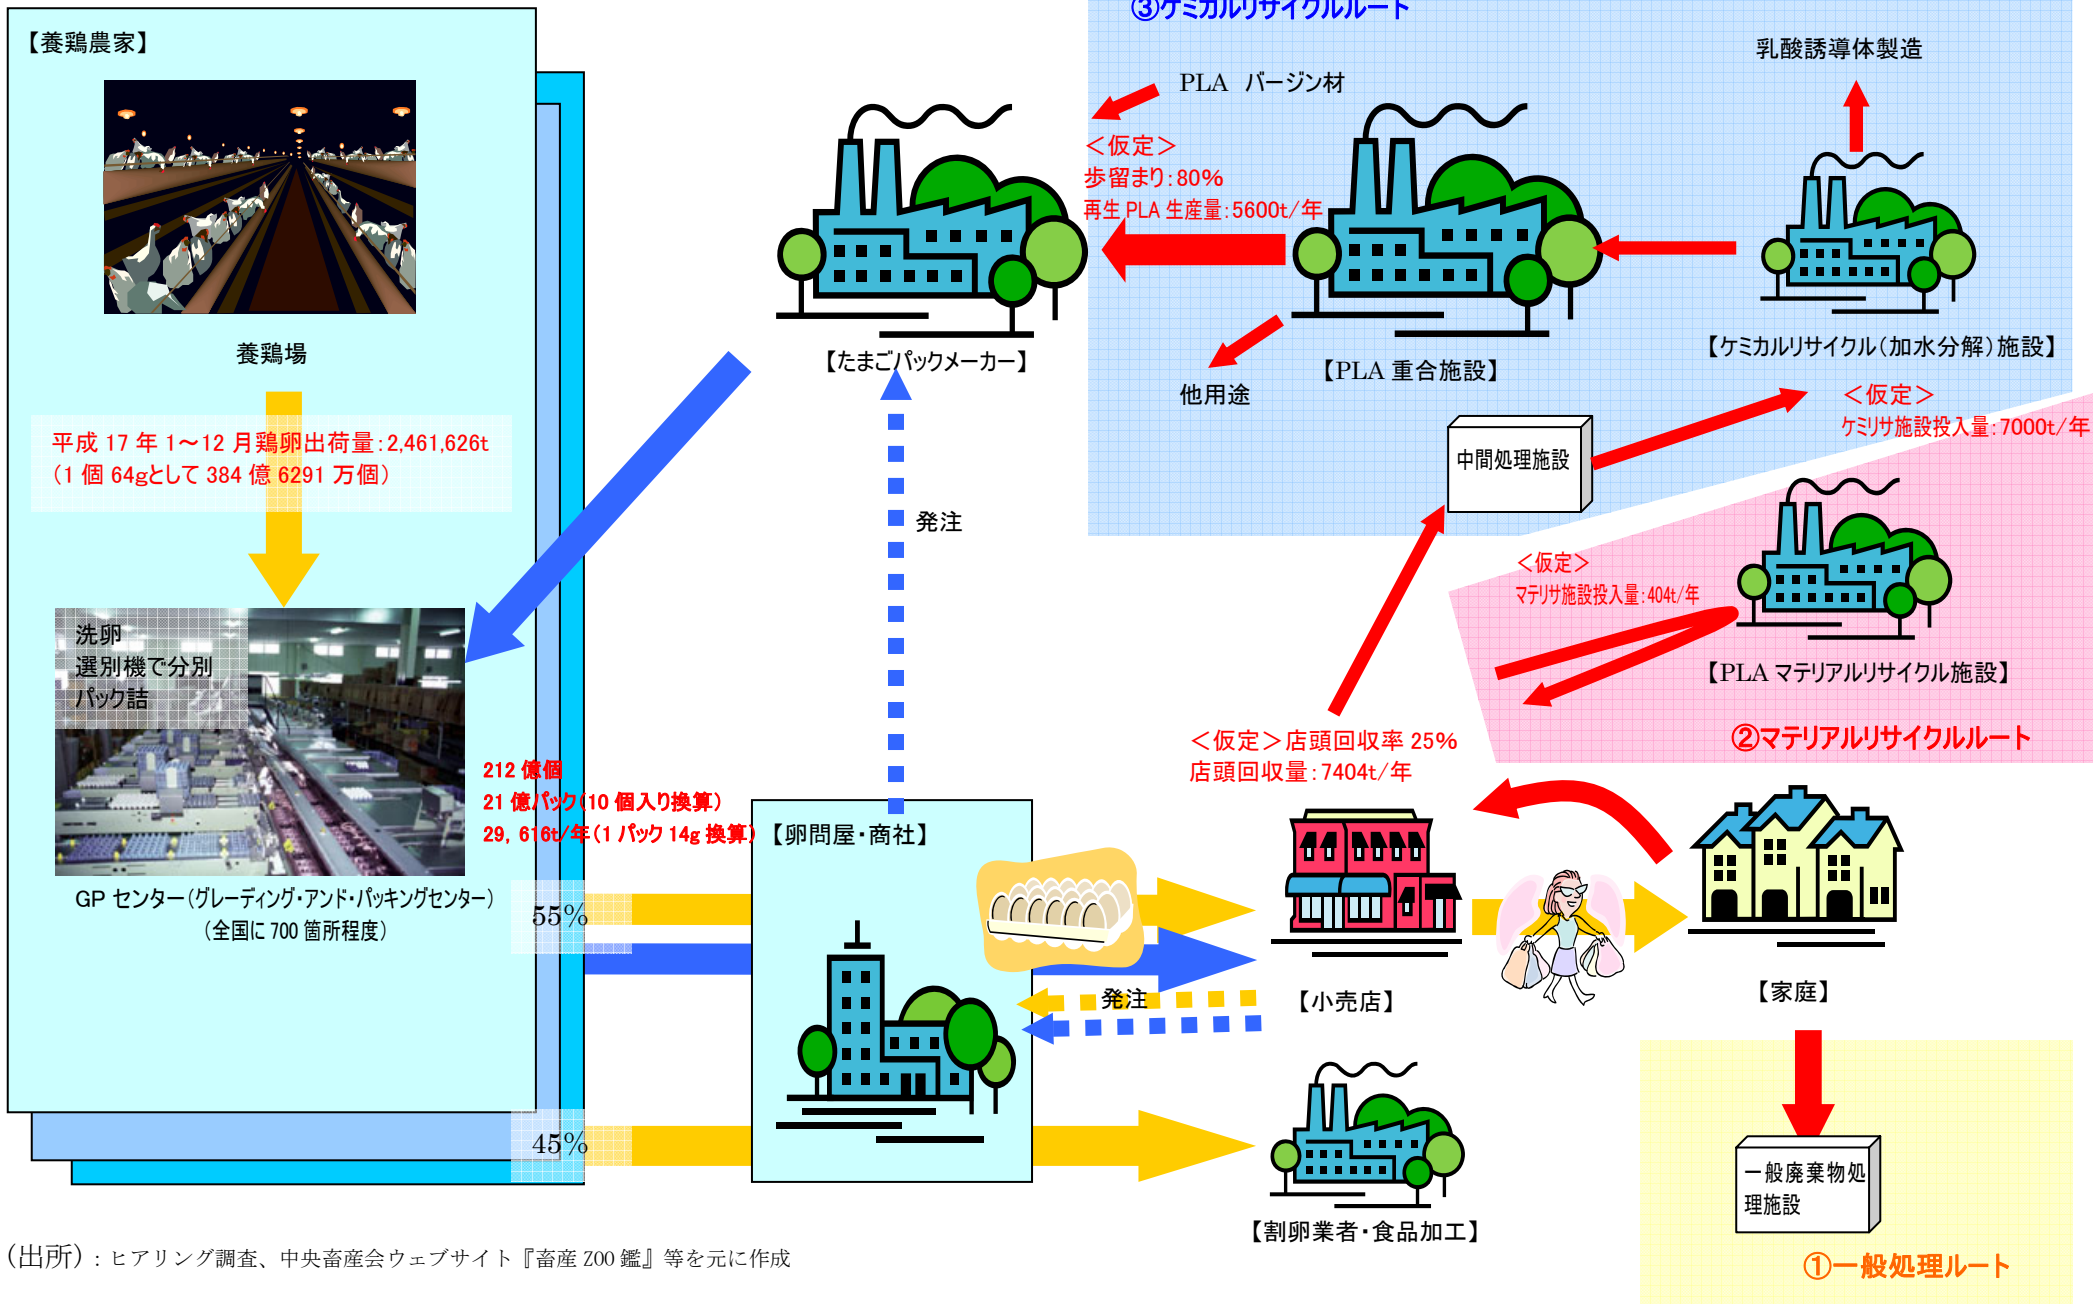 【養鶏農家】
養鶏場
平成 17 年 1～12 月鶏卵出荷量：2,461,626t
（1 個 64gとして 384 億 6291 万個）
洗卵
選別機で分別
パック詰
GP センター（グレーディング・アンド・パッキングセンター）
（全国に 700 箇所程度）
212 億個
21 億パック（10 個入り換算）
29，616t/年（1 パック 14g 換算）
55%
45%
【たまごパックメーカー】
発注
【卵問屋・商社】
発注
③ケミカルリサイクルルート
PLA バージン材
＜仮定＞
歩留まり：80%
再生 PLA 生産量：5600t/年
他用途
【PLA 重合施設】
乳酸誘導体製造
【ケミカルリサイクル（加水分解）施設】
＜仮定＞
ケミリサ施設投入量：7000t/年
中間処理施設
＜仮定＞
マテリサ施設投入量：404t/年
【PLA マテリアルリサイクル施設】
②マテリアルリサイクルルート
＜仮定＞店頭回収率 25%
店頭回収量：7404t/年
【小売店】
【家庭】
【割卵業者・食品加工】
一般廃棄物処
理施設
①一般処理ルート
（出所）：ヒアリング調査、中央畜産会ウェブサイト『畜産 ZOO 鑑』等を元に作成